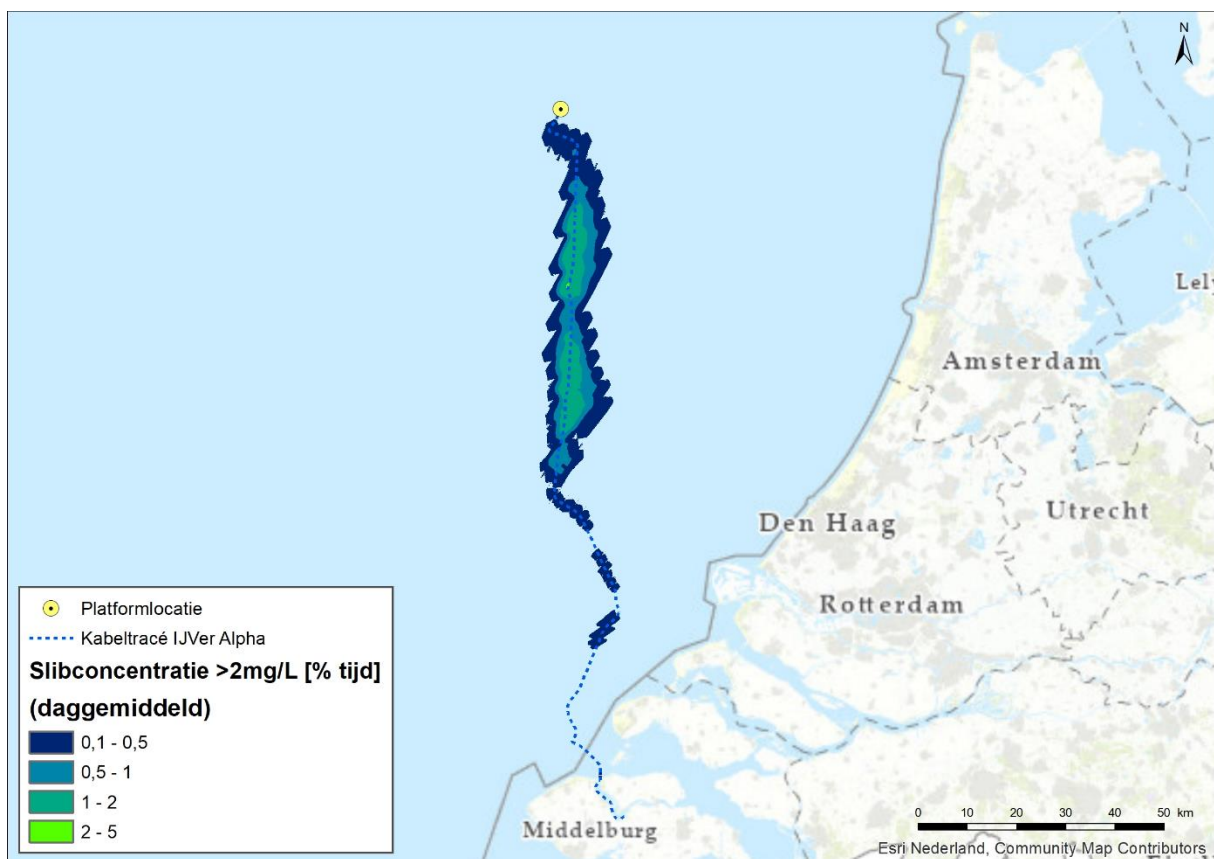 N
Lely
Amsterdam
Utrecht
Den Haag
Rotterdam
Middelburg
Platformlocatie
Kabeltracé IJVer Alpha
Slibconcentratie >2mg/L [% tijd]
(daggemiddeld)
0,1 - 0,5
0,5 - 1
1 - 2
2 - 5
0 10 20 30 40 50 km
Esri Nederland, Community Map Contributors